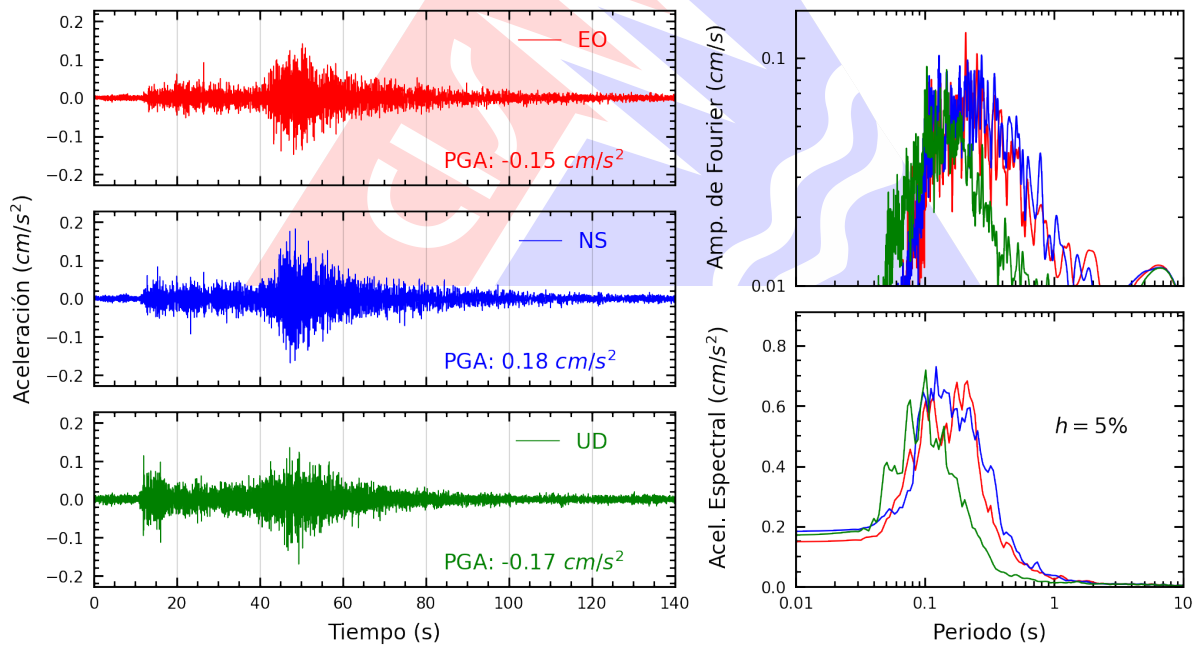 0.2
0.1
0.0
−0.1
−0.2
EO
PGA: -0.15 cm/s²
0.2
0.1
0.0
−0.1
−0.2
NS
PGA: 0.18 cm/s²
0.2
0.1
0.0
−0.1
−0.2
UD
PGA: -0.17 cm/s²
0 20 40 60 80 100 120 140
Tiempo (s)
Aceleración (cm/s²)
Amp. de Fourier (cm/s)
0.1
0.01
CIS
Acel. Espectral (cm/s²)
0.8
0.6
0.4
0.2
0.0
h = 5%
0.01 0.1 1 10
Periodo (s)